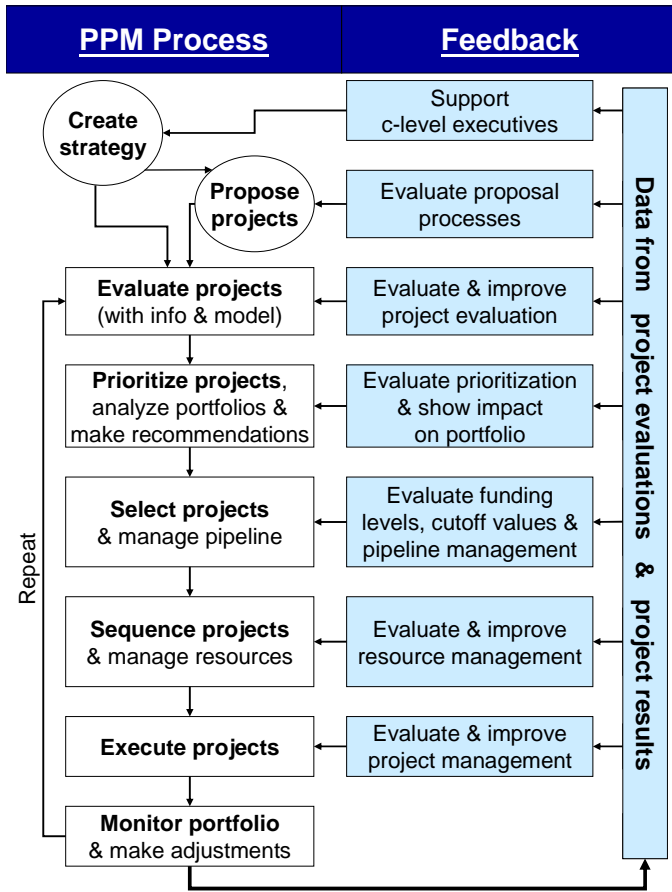 PPM Process
Feedback
Create
strategy
Support
c-level executives
Propose
projects
Evaluate proposal
processes
Evaluate projects
(with info & model)
Evaluate & improve
project evaluation
Prioritize projects,
analyze portfolios &
make recommendations
Evaluate prioritization
& show impact
on portfolio
Select projects
& manage pipeline
Evaluate funding
levels, cutoff values &
pipeline management
Sequence projects
& manage resources
Evaluate & improve
resource management
Execute projects
Evaluate & improve
project management
Monitor portfolio
& make adjustments
Repeat
Data from project evaluations & project results